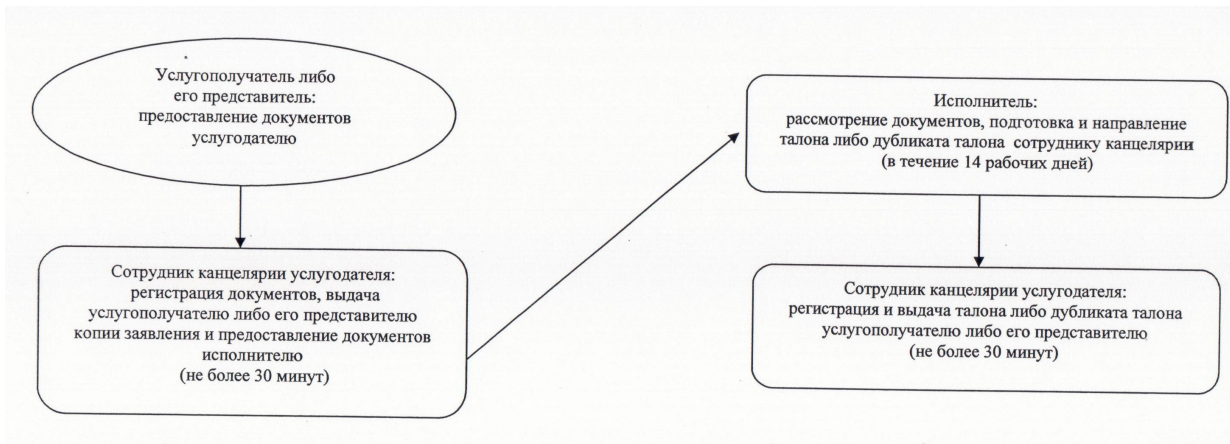 Услугополучатель либо
его представитель:
предоставление документов
услугодателю
Сотрудник канцелярии услугодателя:
регистрация документов, выдача
услугополучателю либо его представителю
копии заявления и предоставление документов
исполнителю
(не более 30 минут)
Исполнитель:
рассмотрение документов, подготовка и направление
талона либо дубликата талона сотруднику канцелярии
(в течение 14 рабочих дней)
Сотрудник канцелярии услугодателя:
регистрация и выдача талона либо дубликата талона
услугополучателю либо его представителю
(не более 30 минут)